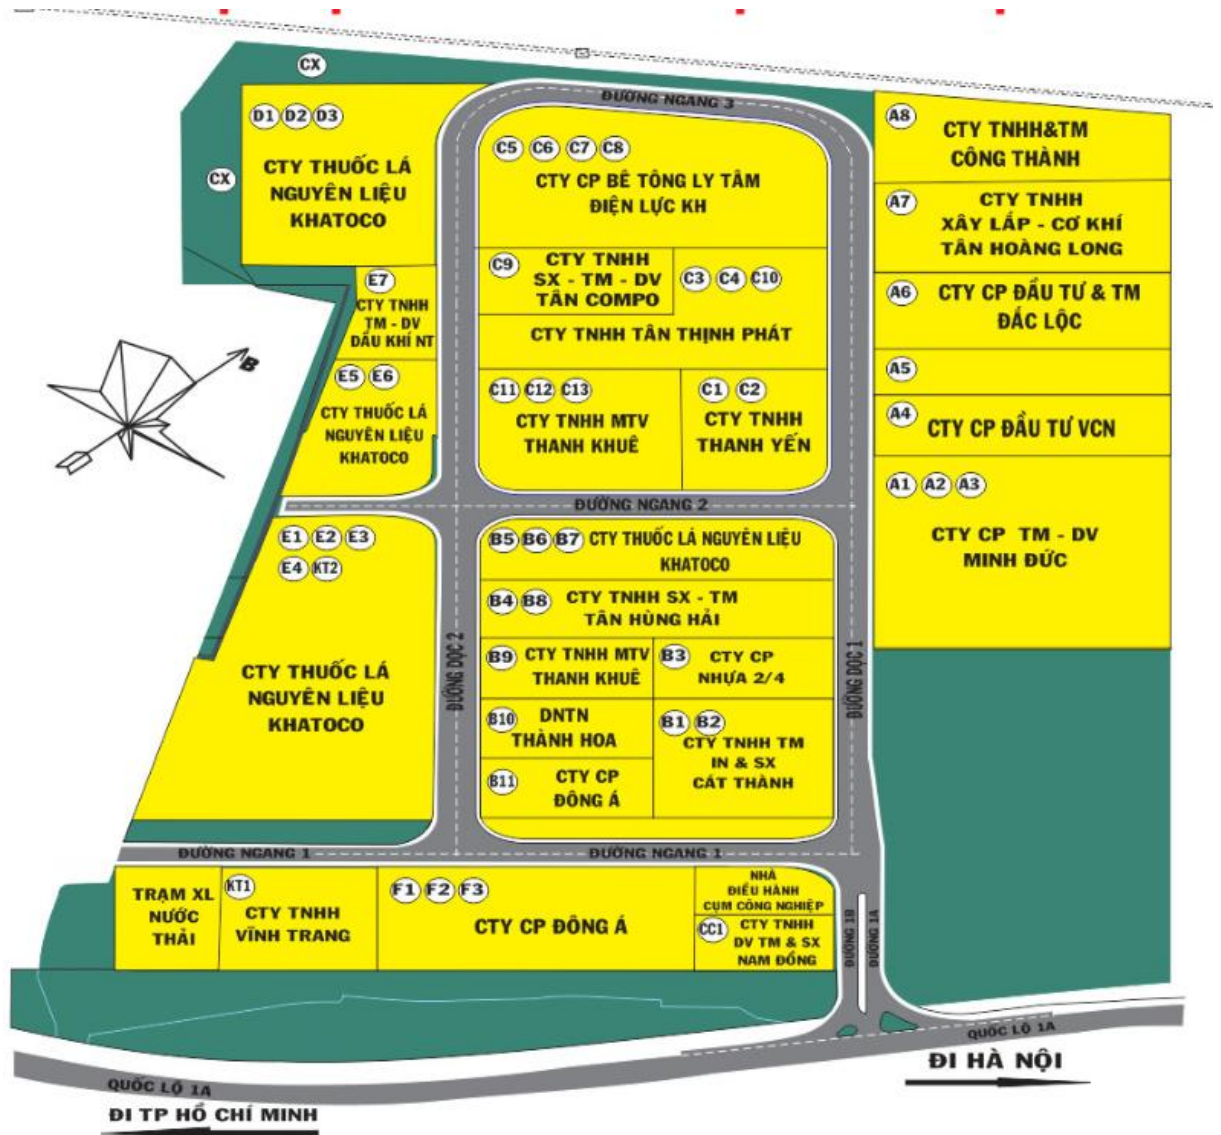 CX
ĐƯỜNG NGANG 3
D1 D2 D3
CTY THUỐC LÁ
NGUYÊN LIỆU
KHATOCO
CX
C5 C6 C7 C8
CTY CP BÊ TÔNG LY TÂM
ĐIỆN LỰC KH
A8
CTY TNHH&TM
CÔNG THÀNH
A7
CTY TNHH
XÂY LẮP - CƠ KHÍ
TÂN HOÀNG LONG
E7
CTY TNHH
TM - DV
DẦU KHÍ NT
C9
CTY TNHH
SX - TM - DV
TÂN COMPO
C3 C4 C10
CTY TNHH TÂN THỊNH PHÁT
A6
CTY CP ĐẦU TƯ & TM
ĐẮC LỘC
A5
B
E5 E6
CTY THUỐC LÁ
NGUYÊN LIỆU
KHATOCO
C11 C12 C13
CTY TNHH MTV
THANH KHUÊ
C1 C2
CTY TNHH
THANH YẾN
A4
CTY CP ĐẦU TƯ VCN
A1 A2 A3
CTY CP TM - DV
MINH ĐỨC
ĐƯỜNG NGANG 2
E1 E2 E3
E4 KT2
CTY THUỐC LÁ
NGUYÊN LIỆU
KHATOCO
ĐƯỜNG DỌC 2
B5 B6 B7 CTY THUỐC LÁ NGUYÊN LIỆU
KHATOCO
B4 B8
CTY TNHH SX - TM
TÂN HÙNG HẢI
B9
CTY TNHH MTV
THANH KHUÊ
B3
CTY CP
NHỰA 2/4
B10
DNTN
THÀNH HOA
B1 B2
CTY TNHH TM
IN & SX
CÁT THÀNH
B11
CTY CP
ĐÔNG Á
ĐƯỜNG DỌC 1
ĐƯỜNG NGANG 1
ĐƯỜNG NGANG 1
TRẠM XL
NƯỚC
THẢI
KT1
CTY TNHH
VĨNH TRANG
F1 F2 F3
CTY CP ĐÔNG Á
NHÀ
ĐIỀU HÀNH
CỤM CÔNG NGHIỆP
CC1
CTY TNHH
DV TM & SX
NAM ĐỒNG
ĐƯỜNG 1B
ĐƯỜNG 1A
QUỐC LỘ 1A
ĐI HÀ NỘI
QUỐC LỘ 1A
ĐI TP HỒ CHÍ MINH